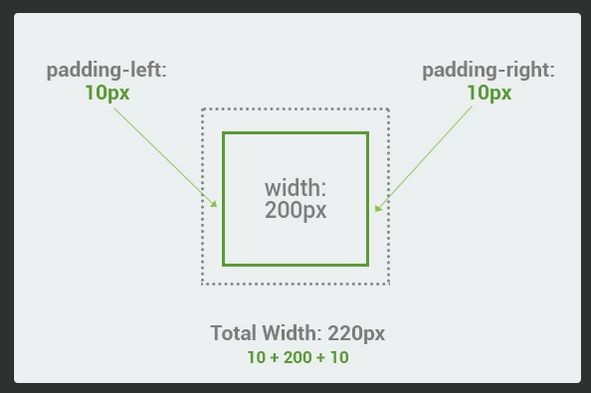 padding-left:
10px
padding-right:
10px
width:
200px
Total Width: 220px
10 + 200 + 10